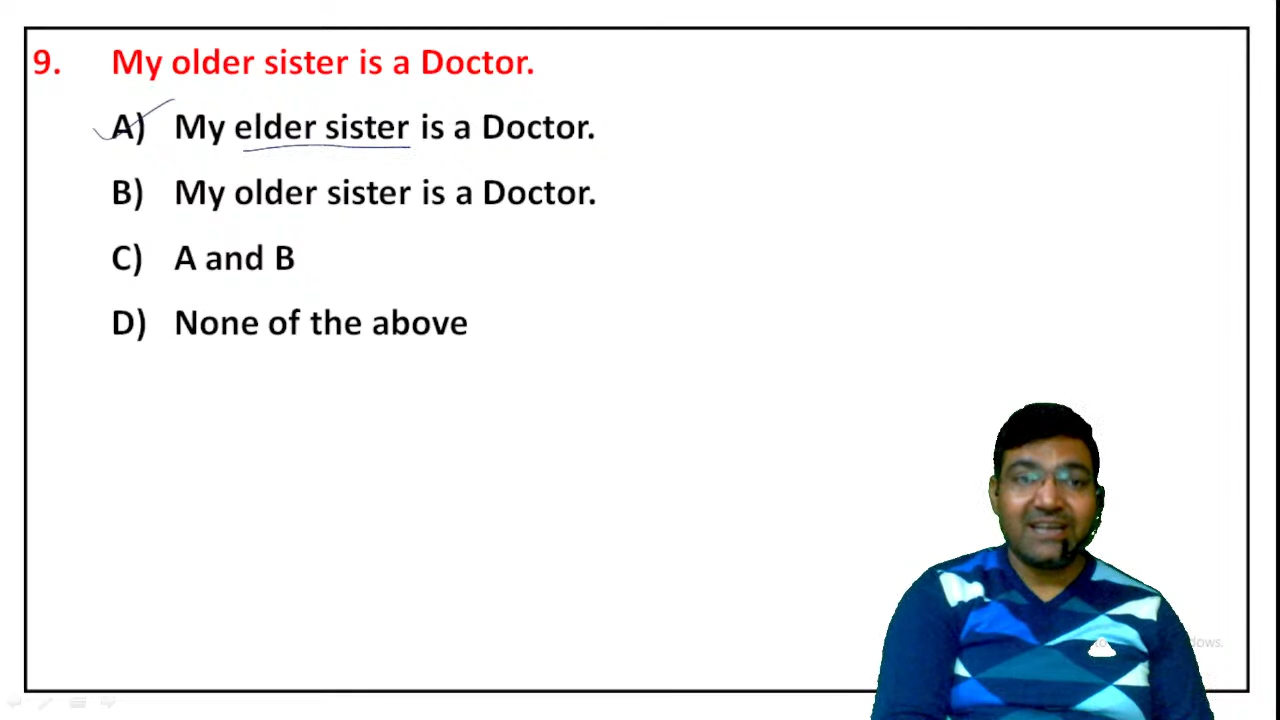 9. My older sister is a Doctor.
A) My elder sister is a Doctor.
B) My older sister is a Doctor.
C) A and B
D) None of the above